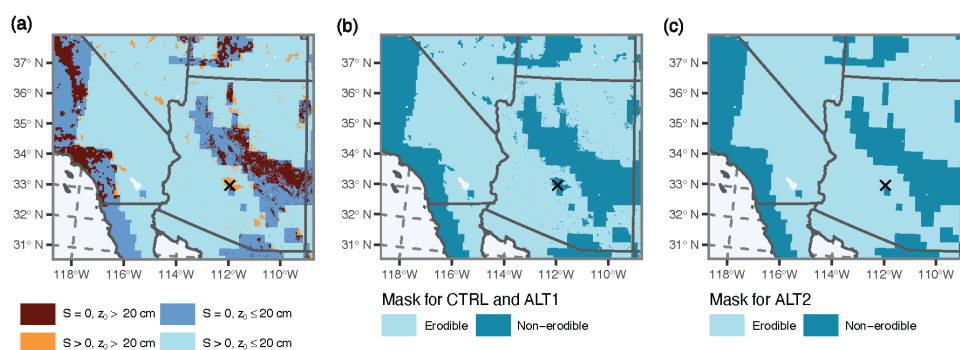 (a)
(b)
(c)
37° N
36° N
35° N
34° N
33° N
32° N
31° N
118°W 116°W 114°W 112°W 110°W
37° N
36° N
35° N
34° N
33° N
32° N
31° N
118°W 116°W 114°W 112°W 110°W
37° N
36° N
35° N
34° N
33° N
32° N
31° N
118°W 116°W 114°W 112°W 110°W
S = 0, z₀ > 20 cm
S = 0, z₀ ≤ 20 cm
S > 0, z₀ > 20 cm
S > 0, z₀ ≤ 20 cm
Mask for CTRL and ALT1
Erodible
Non−erodible
Mask for ALT2
Erodible
Non−erodible